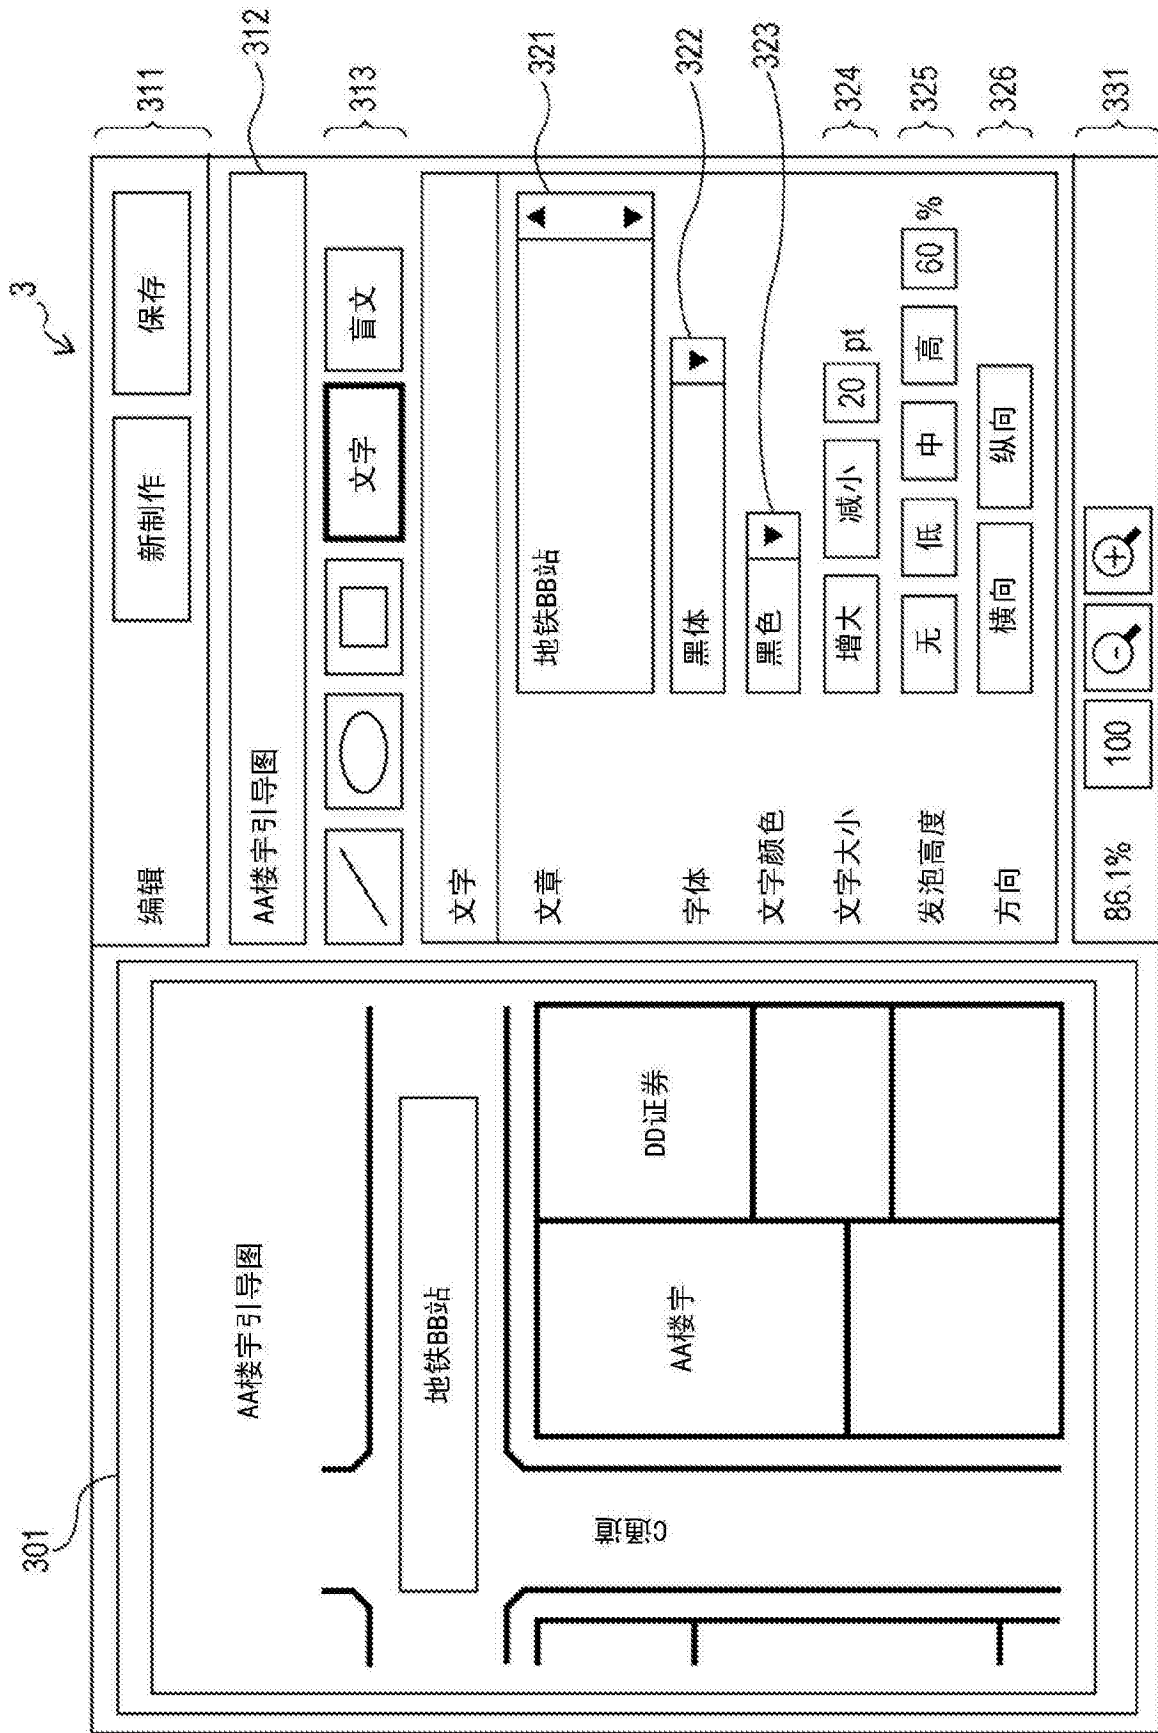 3
301
AA楼宇引导图
地铁BB站
C通道
AA楼宇
DD证券
编辑
新制作
保存
311
AA楼宇引导图
312
文字
盲文
313
文字
文章
地铁BB站
321
字体
黑体
322
文字颜色
黑色
323
文字大小
增大
减小
20
pt
324
发泡高度
无
低
中
高
60
%
325
方向
横向
纵向
326
86.1%
100
-
+
331